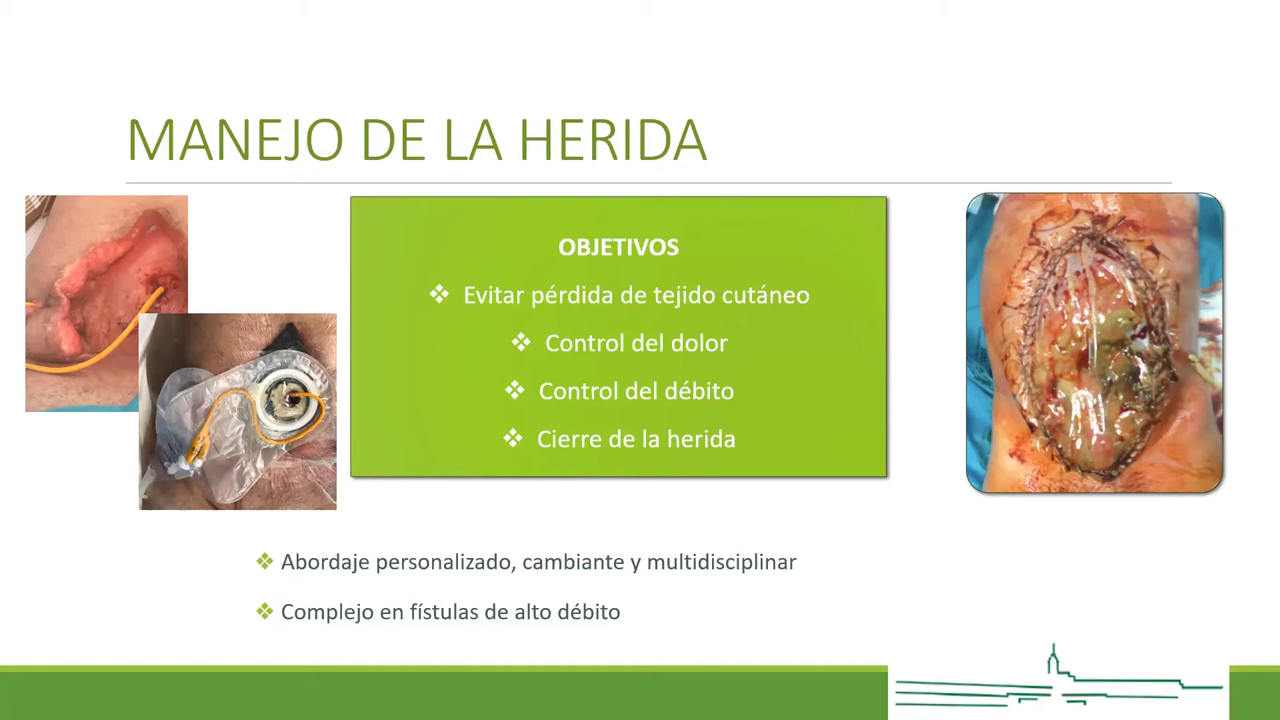 MANEJO DE LA HERIDA
OBJETIVOS
❖ Evitar pérdida de tejido cutáneo
❖ Control del dolor
❖ Control del débito
❖ Cierre de la herida
❖ Abordaje personalizado, cambiante y multidisciplinar
❖ Complejo en fístulas de alto débito